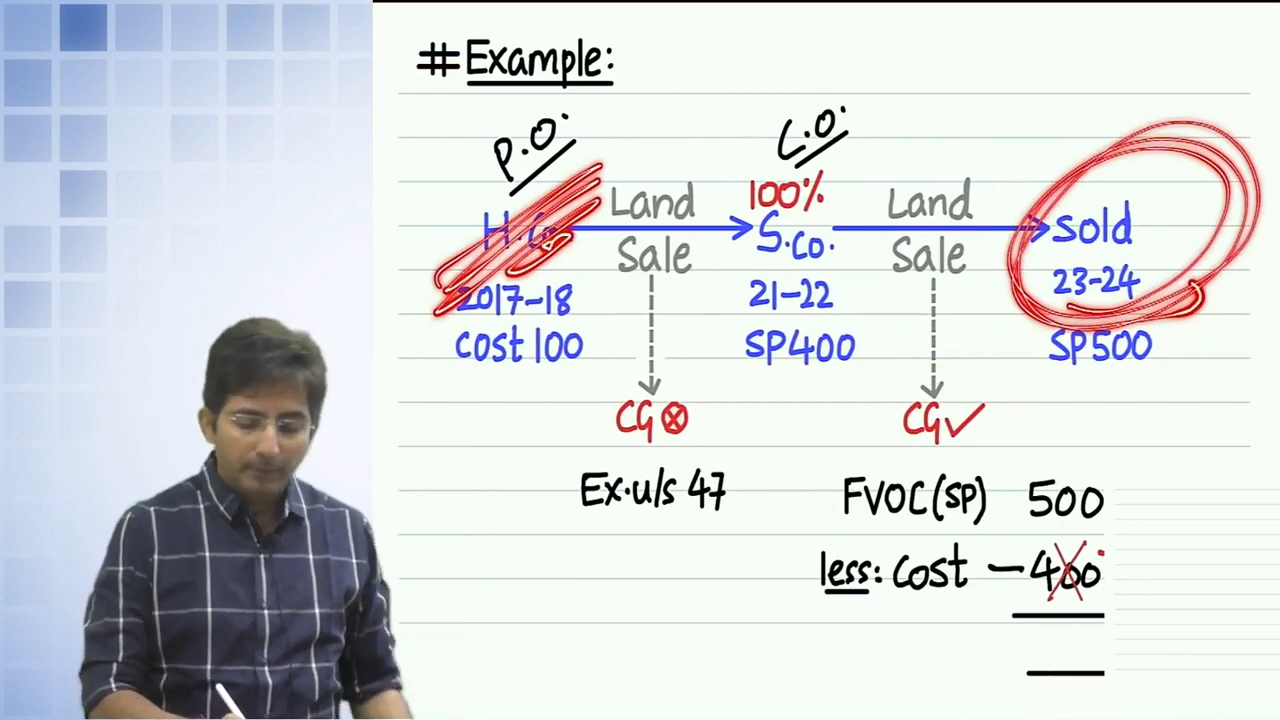 # Example:
P.O. C.O.
Land 100% Land
H.Co. S.Co. Sold
Sale Sale
2017-18 21-22 23-24
Cost 100 SP400 SP500
CG ⊗ CG ✓
Ex. u/s 47 FVOC(SP) 500
less: Cost — 400